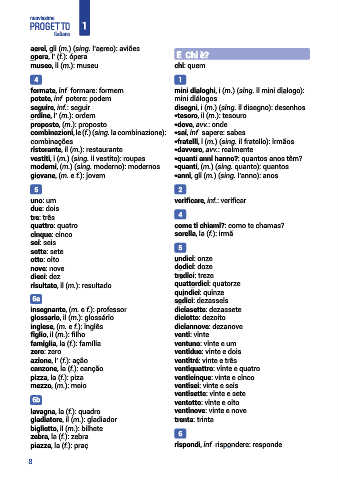 nuovissimo
PROGETTO
italiano
1
aerei, gli (m.) (sing. l'aereo): aviões
opera, l' (f.): ópera
museo, il (m.): museu
4
formate, inf. formare: formem
potete, inf. potere: podem
seguire, inf.: seguir
ordine, l' (m.): ordem
proposto, (m.): proposto
combinazioni, le (f.) (sing. la combinazione):
combinações
ristorante, il (m.): restaurante
vestiti, i (m.) (sing. il vestito): roupas
moderni, (m.) (sing. moderno): modernos
giovane, (m. e f.): jovem
5
uno: um
due: dois
tre: três
quattro: quatro
cinque: cinco
sei: seis
sette: sete
otto: oito
nove: nove
dieci: dez
risultato, il (m.): resultado
6a
insegnante, (m. e f.): professor
glossario, il (m.): glossário
inglese, (m. e f.): inglês
figlio, il (m.): filho
famiglia, la (f.): família
zero: zero
azione, l' (f.): ação
canzone, la (f.): canção
pizza, la (f.): piza
mezzo, (m.): meio
6b
lavagna, la (f.): quadro
gladiatore, il (m.): gladiador
biglietto, il (m.): bilhete
zebra, la (f.): zebra
piazza, la (f.): praç
E Chi è?
chi: quem
1
mini dialoghi, i (m.) (sing. il mini dialogo):
mini diálogos
disegni, i (m.) (sing. il disegno): desenhos
•tesoro, il (m.): tesouro
•dove, avv.: onde
•sai, inf. sapere: sabes
•fratelli, i (m.) (sing. il fratello): irmãos
•davvero, avv.: realmente
•quanti anni hanno?: quantos anos têm?
•quanti, (m.) (sing. quanto): quantos
•anni, gli (m.) (sing. l'anno): anos
2
verificare, inf.: verificar
4
come ti chiami?: como te chamas?
sorella, la (f.): irmã
5
undici: onze
dodici: doze
tredici: treze
quattordici: quatorze
quindici: quinze
sedici: dezasseis
diciassette: dezassete
diciotto: dezoito
diciannove: dezanove
venti: vinte
ventuno: vinte e um
ventidue: vinte e dois
ventitré: vinte e três
ventiquattro: vinte e quatro
venticinque: vinte e cinco
ventisei: vinte e seis
ventisette: vinte e sete
ventotto: vinte e oito
ventinove: vinte e nove
trenta: trinta
6
rispondi, inf. rispondere: responde
8